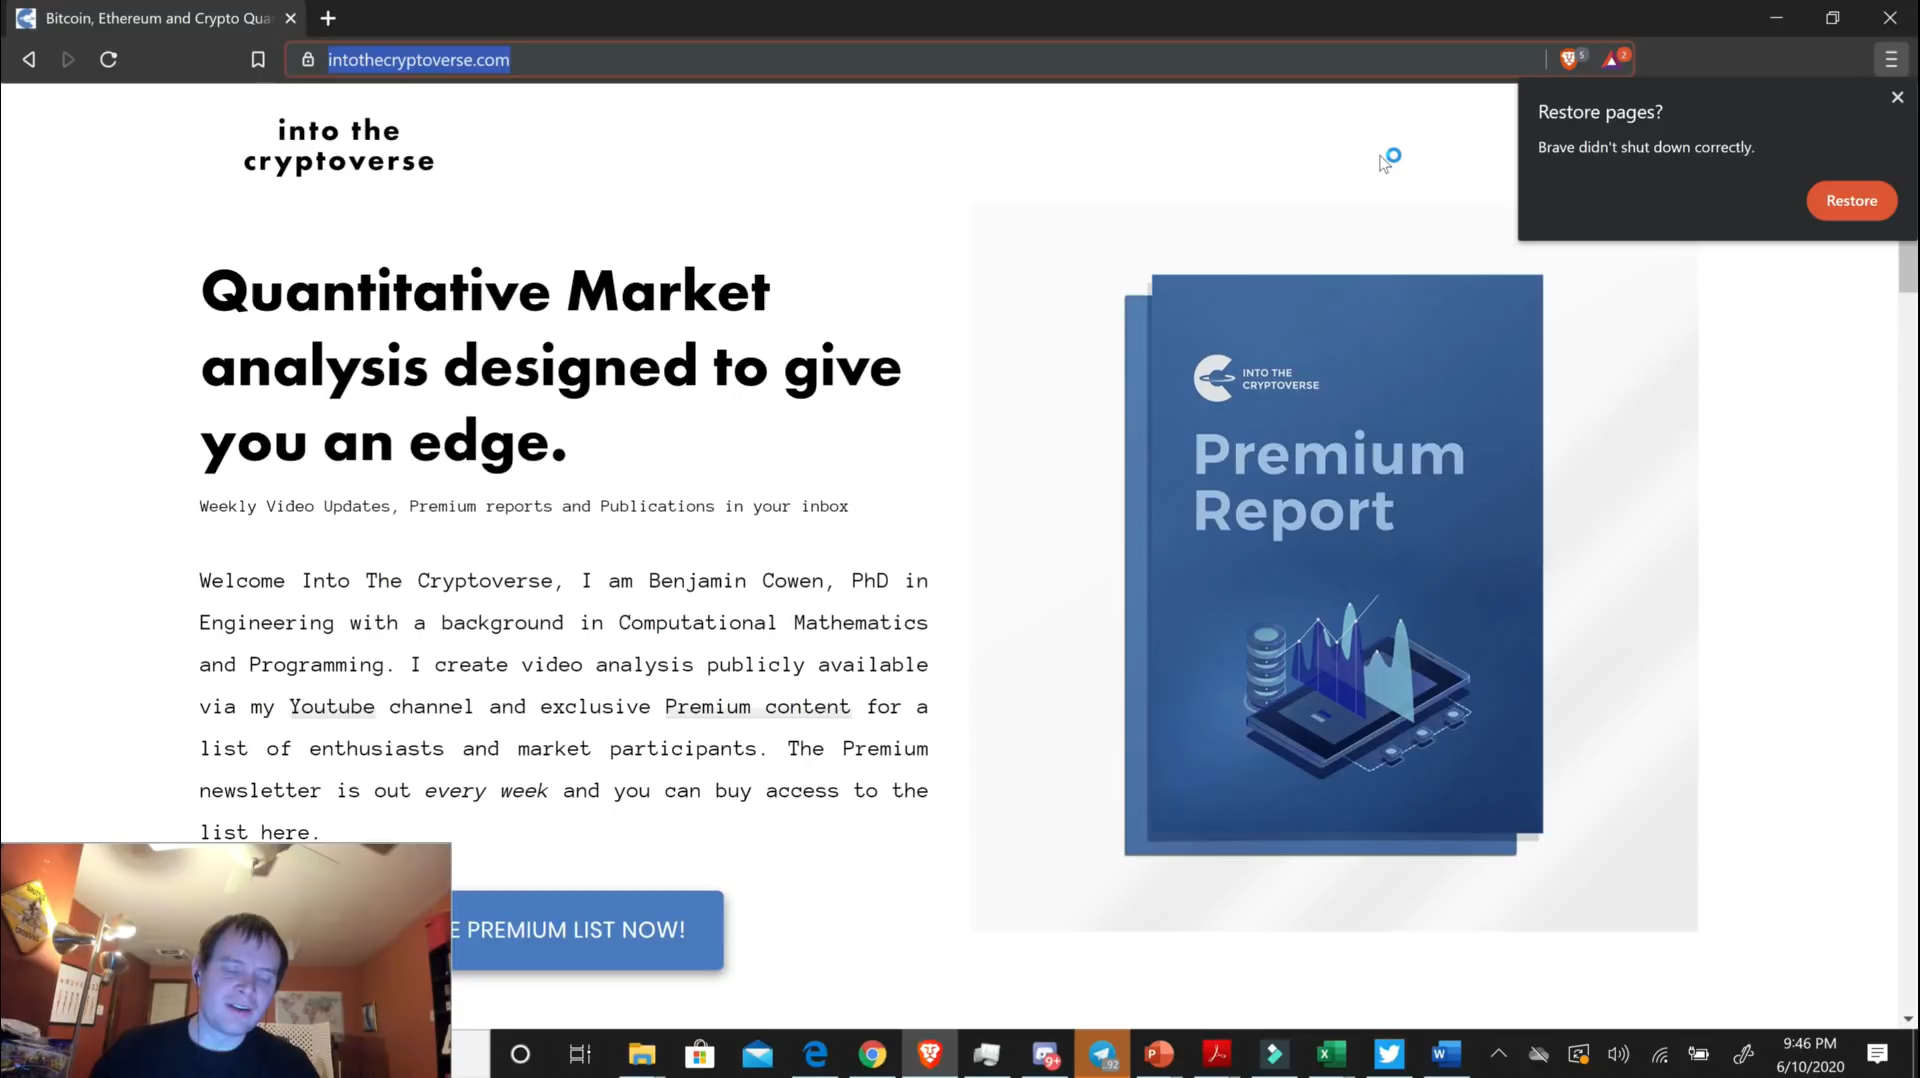 Bitcoin, Ethereum and Crypto Qua
intothecryptoverse.com
5
2
Restore pages?
Brave didn't shut down correctly.
Restore
into the
cryptoverse
Quantitative Market
analysis designed to give
you an edge.
Weekly Video Updates, Premium reports and Publications in your inbox
Welcome Into The Cryptoverse, I am Benjamin Cowen, PhD in
Engineering with a background in Computational Mathematics
and Programming. I create video analysis publicly available
via my Youtube channel and exclusive Premium content for a
list of enthusiasts and market participants. The Premium
newsletter is out every week and you can buy access to the
list here.
E PREMIUM LIST NOW!
INTO THE
CRYPTOVERSE
Premium
Report
9+
92
9:46 PM
6/10/2020